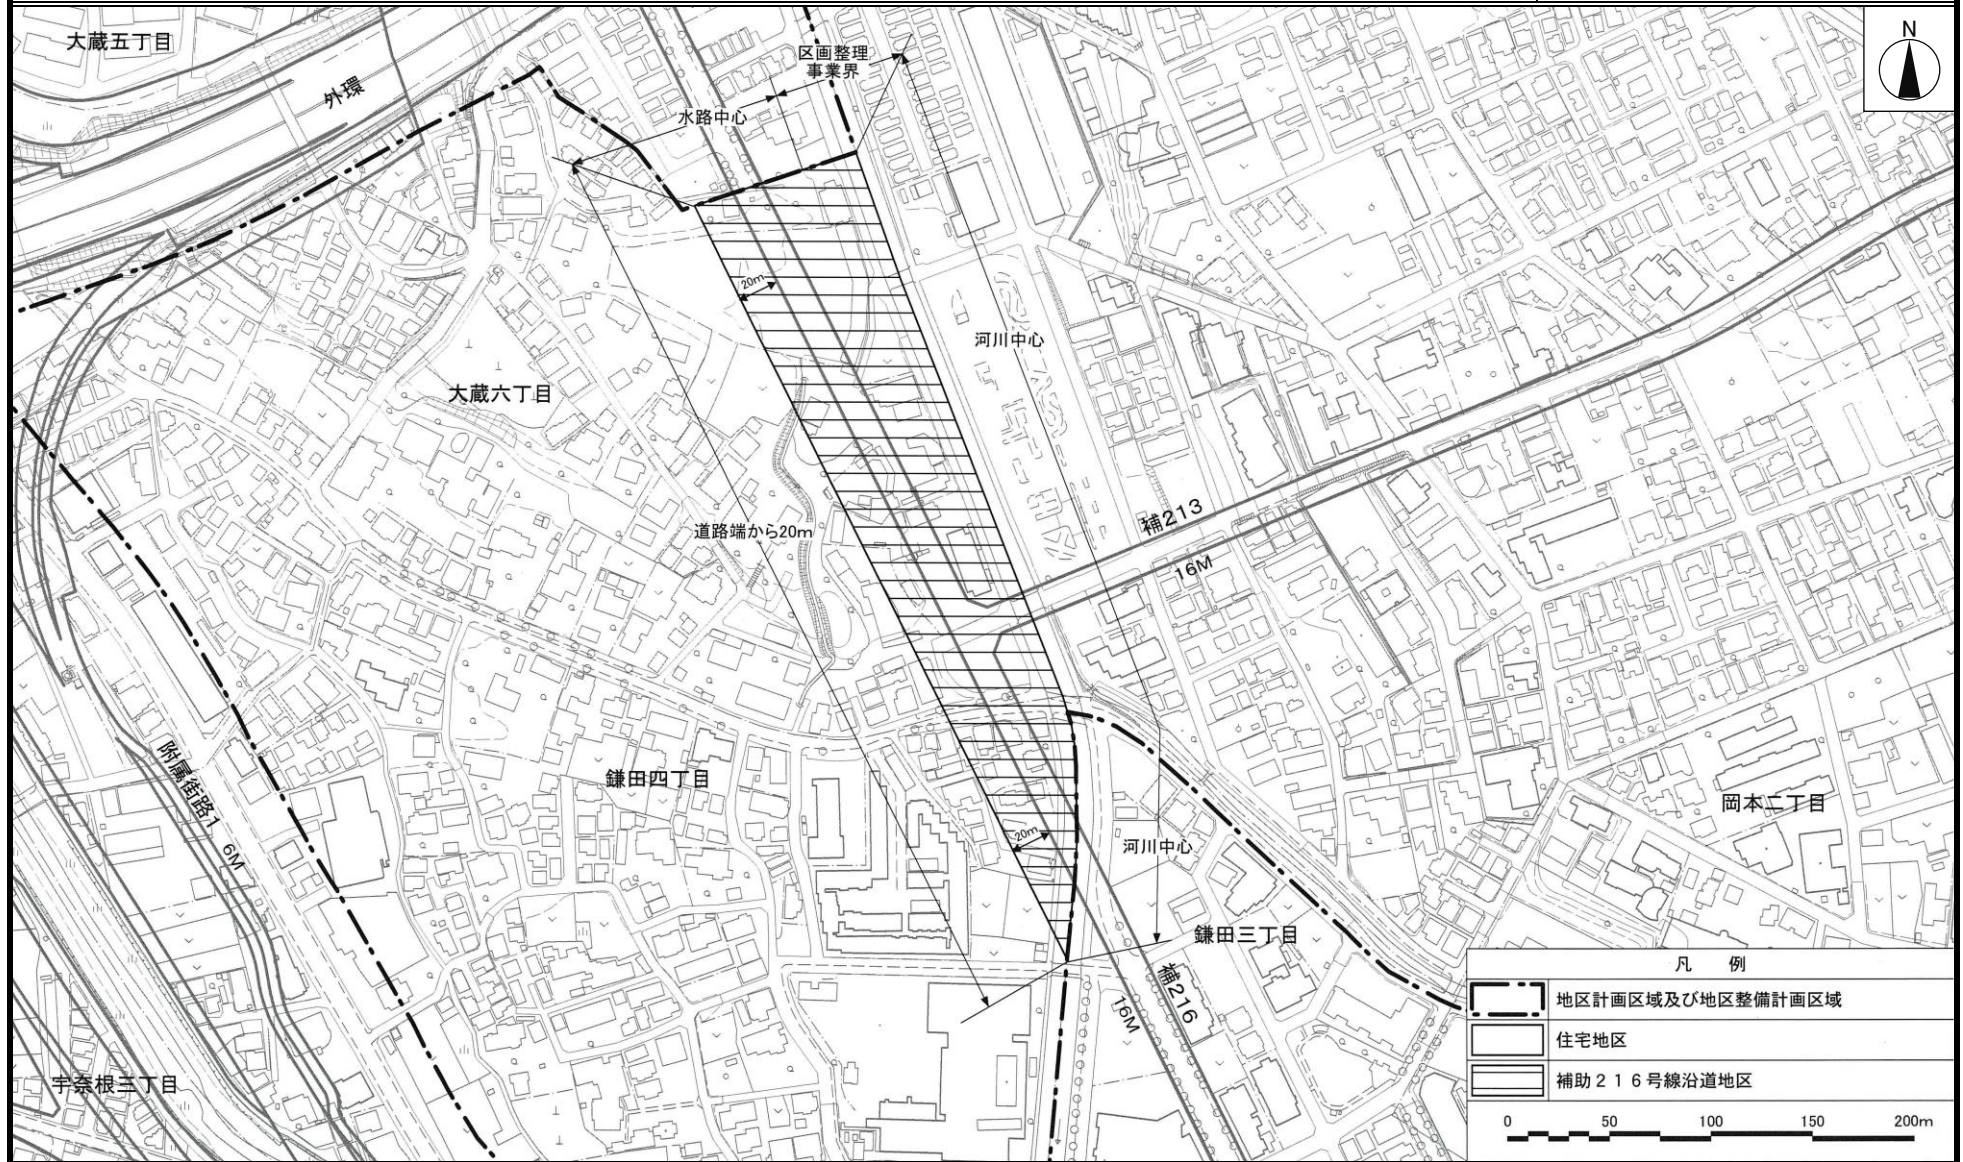 大蔵五丁目
外環
区画整理
事業界
水路中心
N
20m
河川中心
大蔵六丁目
道路端から20m
補213
16M
附属街路1
6M
鎌田四丁目
20m
河川中心
岡本二丁目
鎌田三丁目
補216
16M
宇奈根三丁目
凡 例
地区計画区域及び地区整備計画区域
住宅地区
補助216号線沿道地区
0 50 100 150 200m